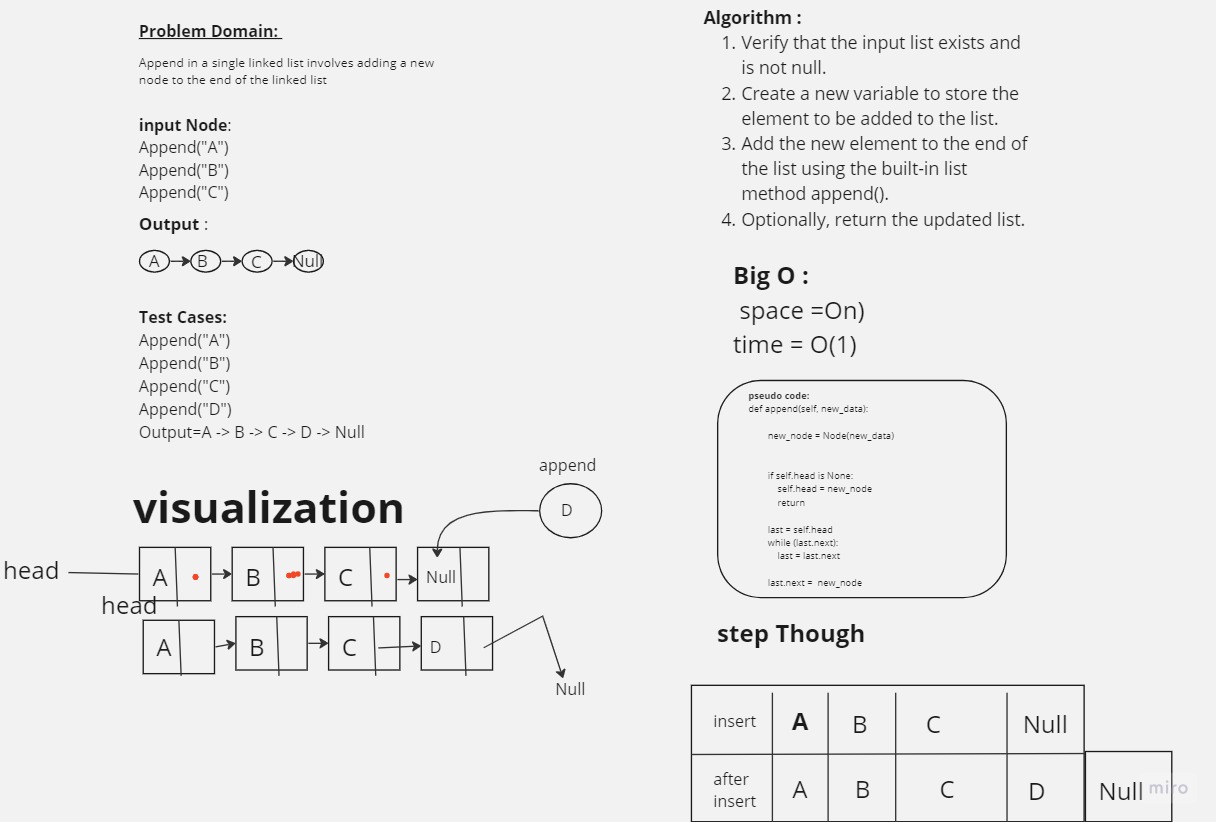 Problem Domain:
Append in a single linked list involves adding a new
node to the end of the linked list
input Node:
Append("A")
Append("B")
Append("C")
Output :
A B C Null
Test Cases:
Append("A")
Append("B")
Append("C")
Append("D")
Output=A -> B -> C -> D -> Null
append
D
visualization
head
A B C Null
head
A B C D
Null
Algorithm :
1. Verify that the input list exists and
is not null.
2. Create a new variable to store the
element to be added to the list.
3. Add the new element to the end of
the list using the built-in list
method append().
4. Optionally, return the updated list.
Big O :
space =On)
time = O(1)
pseudo code:
def append(self, new_data):
new_node = Node(new_data)
if self.head is None:
self.head = new_node
return
last = self.head
while (last.next):
last = last.next
last.next = new_node
step Though
insert A B C Null
after
insert A B C D Null
miro